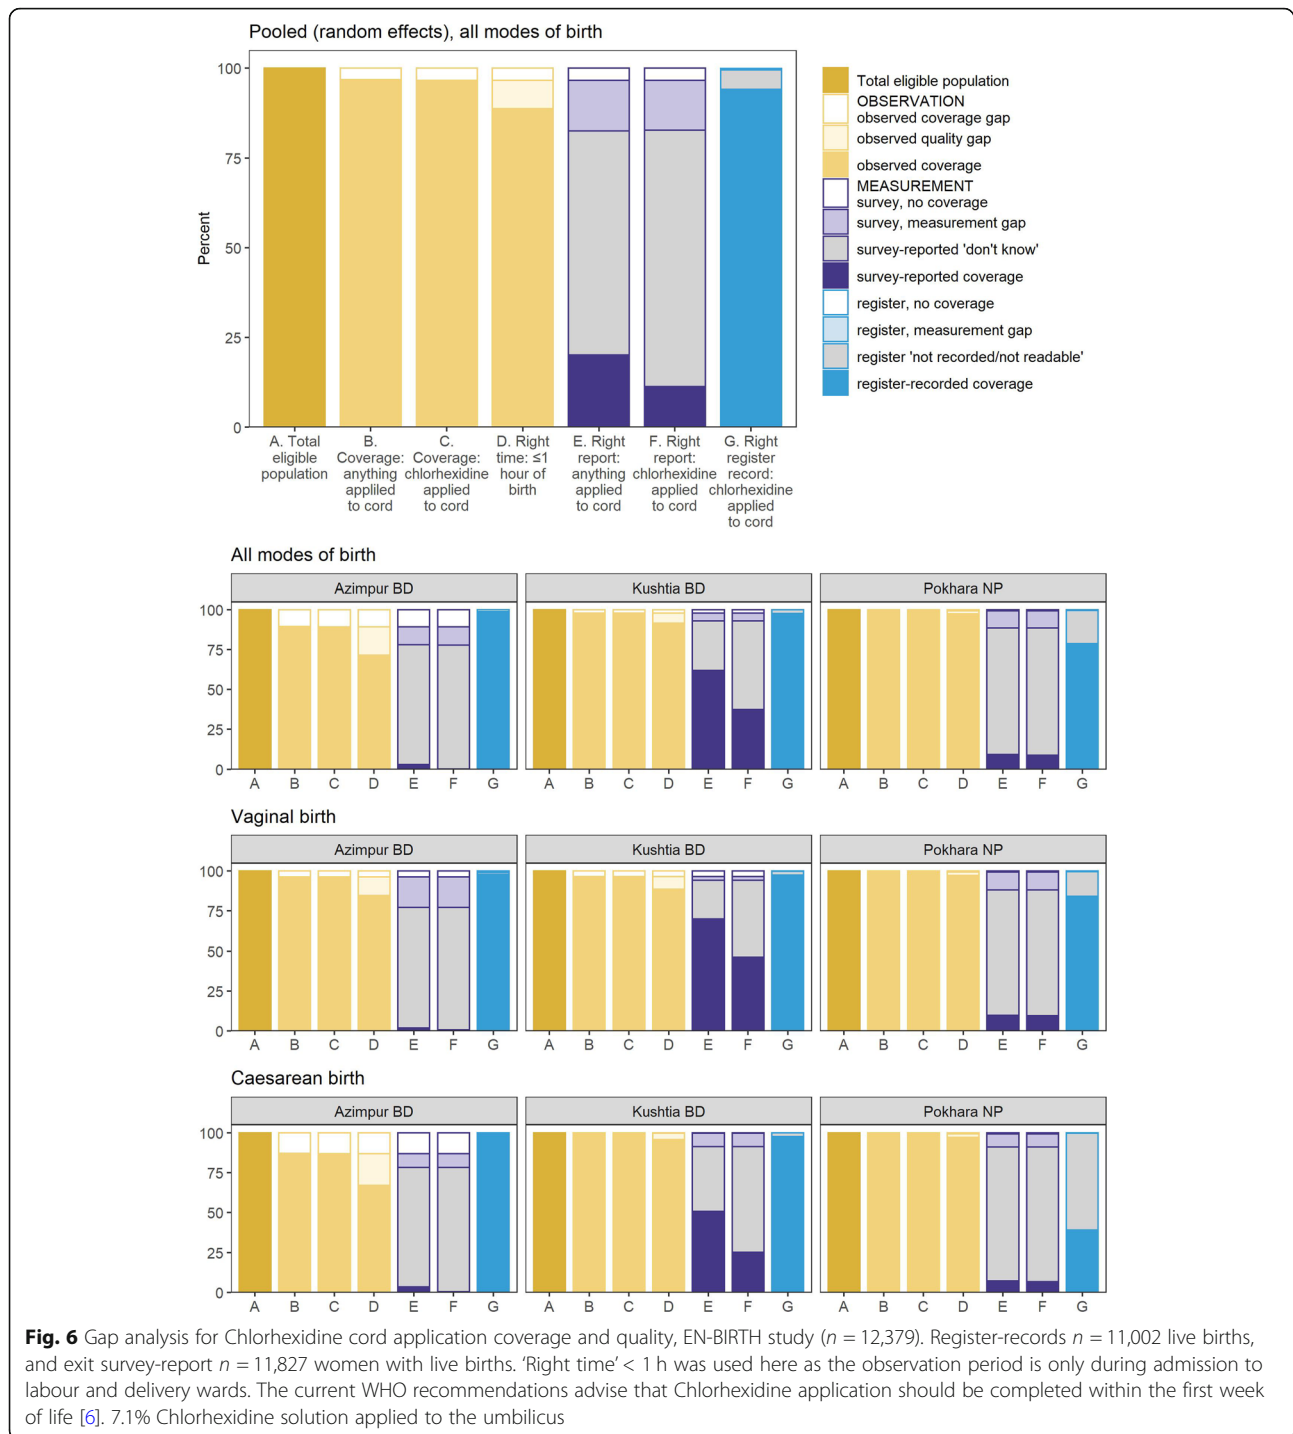 Pooled (random effects), all modes of birth
100
75
50
25
0
Percent
A. Total
eligible
population
B.
Coverage:
anything
appliled
to cord
C.
Coverage:
chlorhexidine
applied
to cord
D. Right
time: ≤1
hour of
birth
E. Right
report:
anything
applied
to cord
F. Right
report:
chlorhexidine
applied
to cord
G. Right
register
record:
chlorhexidine
applied
to cord
Total eligible population
OBSERVATION
observed coverage gap
observed quality gap
observed coverage
MEASUREMENT
survey, no coverage
survey, measurement gap
survey-reported 'don't know'
survey-reported coverage
register, no coverage
register, measurement gap
register 'not recorded/not readable'
register-recorded coverage
All modes of birth
Azimpur BD Kushtia BD Pokhara NP
100
75
50
25
0
A B C D E F G A B C D E F G A B C D E F G
Vaginal birth
Azimpur BD Kushtia BD Pokhara NP
100
75
50
25
0
A B C D E F G A B C D E F G A B C D E F G
Caesarean birth
Azimpur BD Kushtia BD Pokhara NP
100
75
50
25
0
A B C D E F G A B C D E F G A B C D E F G
Fig. 6 Gap analysis for Chlorhexidine cord application coverage and quality, EN-BIRTH study (n = 12,379). Register-records n = 11,002 live births,
and exit survey-report n = 11,827 women with live births. 'Right time' < 1 h was used here as the observation period is only during admission to
labour and delivery wards. The current WHO recommendations advise that Chlorhexidine application should be completed within the first week
of life [6]. 7.1% Chlorhexidine solution applied to the umbilicus